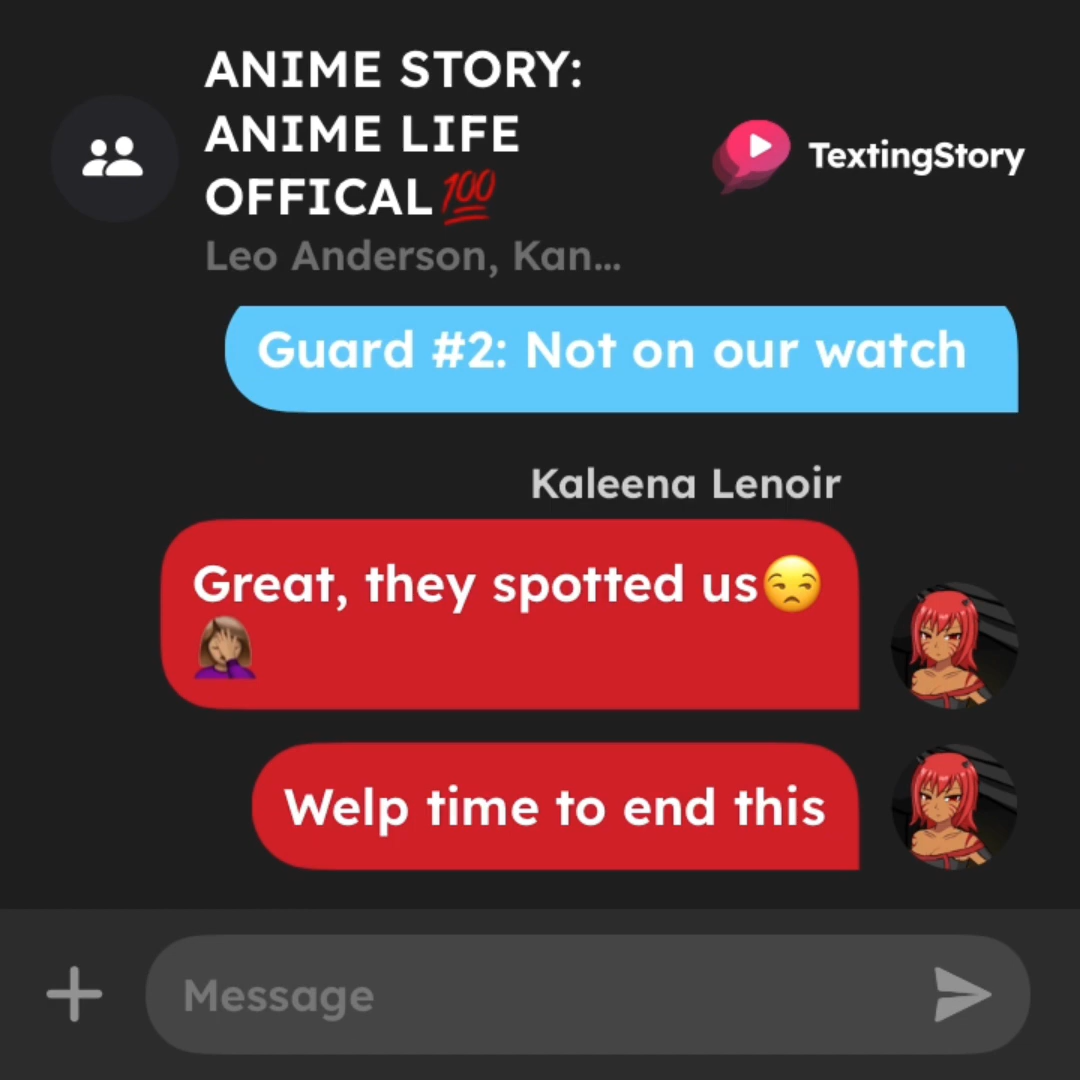 ANIME STORY:
ANIME LIFE
OFFICAL💯
TextingStory
Leo Anderson, Kan...
Guard #2: Not on our watch
Kaleena Lenoir
Great, they spotted us😒
🤦🏽‍♀️
Welp time to end this
Message